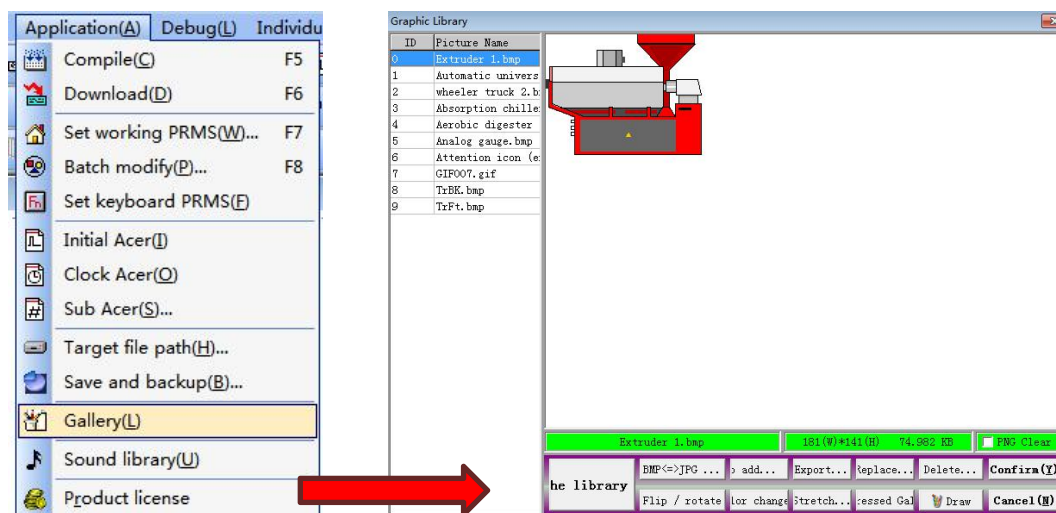 Application(A) Debug(L) Individu
Compile(C) F5
Download(D) F6
Set working PRMS(W)... F7
Batch modify(P)... F8
Set keyboard PRMS(F)
Initial Acer(I)
Clock Acer(O)
Sub Acer(S)...
Target file path(H)...
Save and backup(B)...
Gallery(L)
Sound library(U)
Product license
Graphic Library
ID Picture Name
0 Extruder 1.bmp
1 Automatic univers
2 wheeler truck 2.b
3 Absorption chille
4 Aerobic digester
5 Analog gauge.bmp
6 Attention icon (e
7 GIF007.gif
8 TrBK.bmp
9 TrFt.bmp
Extruder 1.bmp 181(W)*141(H) 74.982 KB PNG Clear
he library
BMP<=>JPG ... add... Export... Replace... Delete... Confirm(Y)
Flip / rotate lor change Stretch... essed Gal Draw Cancel(N)